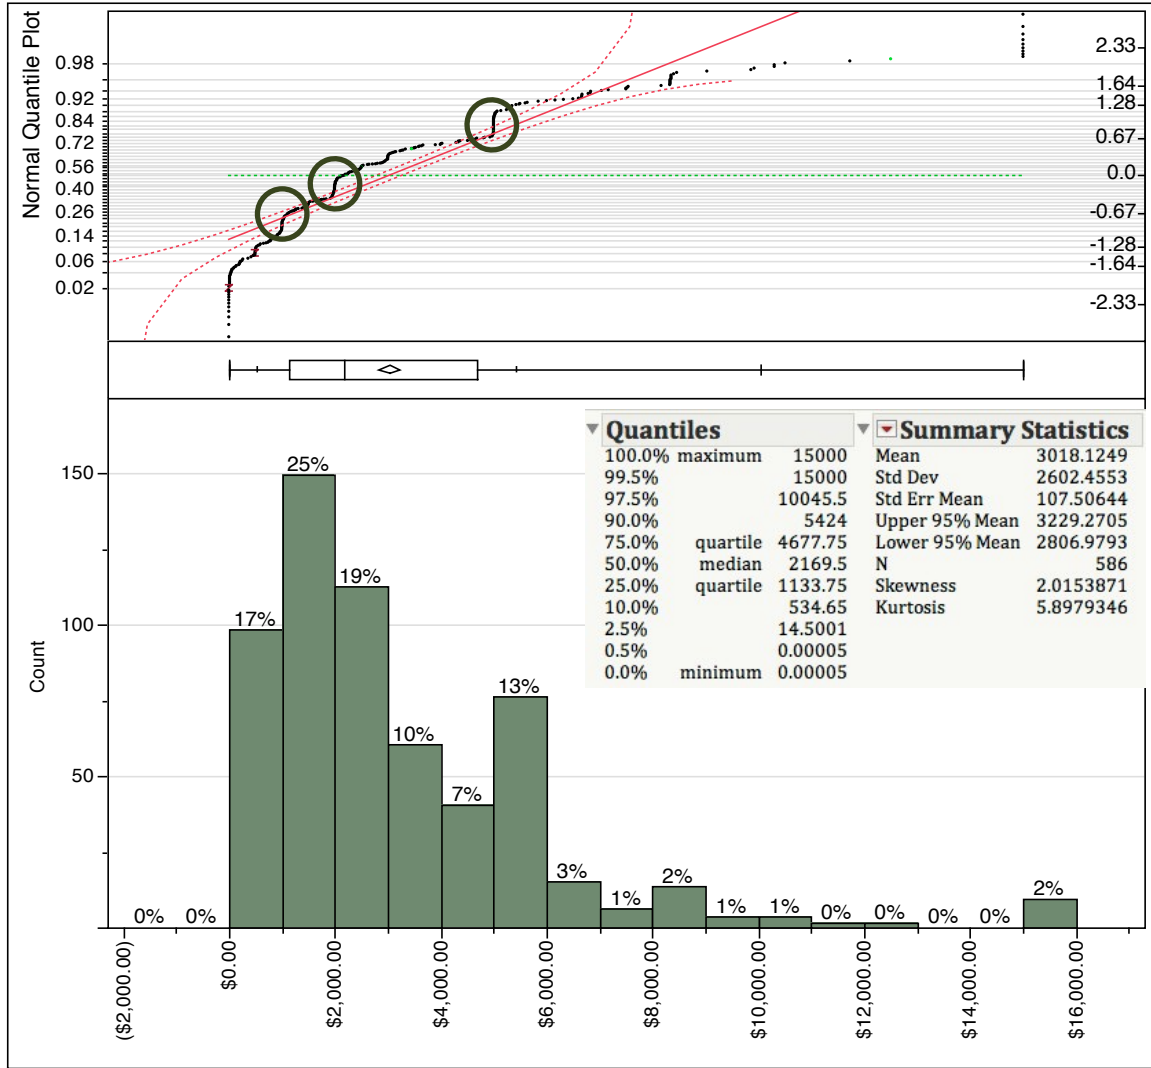 Normal Quantile Plot
0.98
0.92
0.84
0.72
0.56
0.40
0.26
0.14
0.06
0.02
2.33
1.64
1.28
0.67
0.0
-0.67
-1.28
-1.64
-2.33
Quantiles
100.0% maximum 15000
99.5% 15000
97.5% 10045.5
90.0% 5424
75.0% quartile 4677.75
50.0% median 2169.5
25.0% quartile 1133.75
10.0% 534.65
2.5% 14.5001
0.5% 0.00005
0.0% minimum 0.00005
Summary Statistics
Mean 3018.1249
Std Dev 2602.4553
Std Err Mean 107.50644
Upper 95% Mean 3229.2705
Lower 95% Mean 2806.9793
N 586
Skewness 2.0153871
Kurtosis 5.8979346
Count
150
100
50
0% 0% 17% 25% 19% 10% 7% 13% 3% 1% 2% 1% 1% 0% 0% 0% 0% 2%
($2,000.00)
$0.00
$2,000.00
$4,000.00
$6,000.00
$8,000.00
$10,000.00
$12,000.00
$14,000.00
$16,000.00